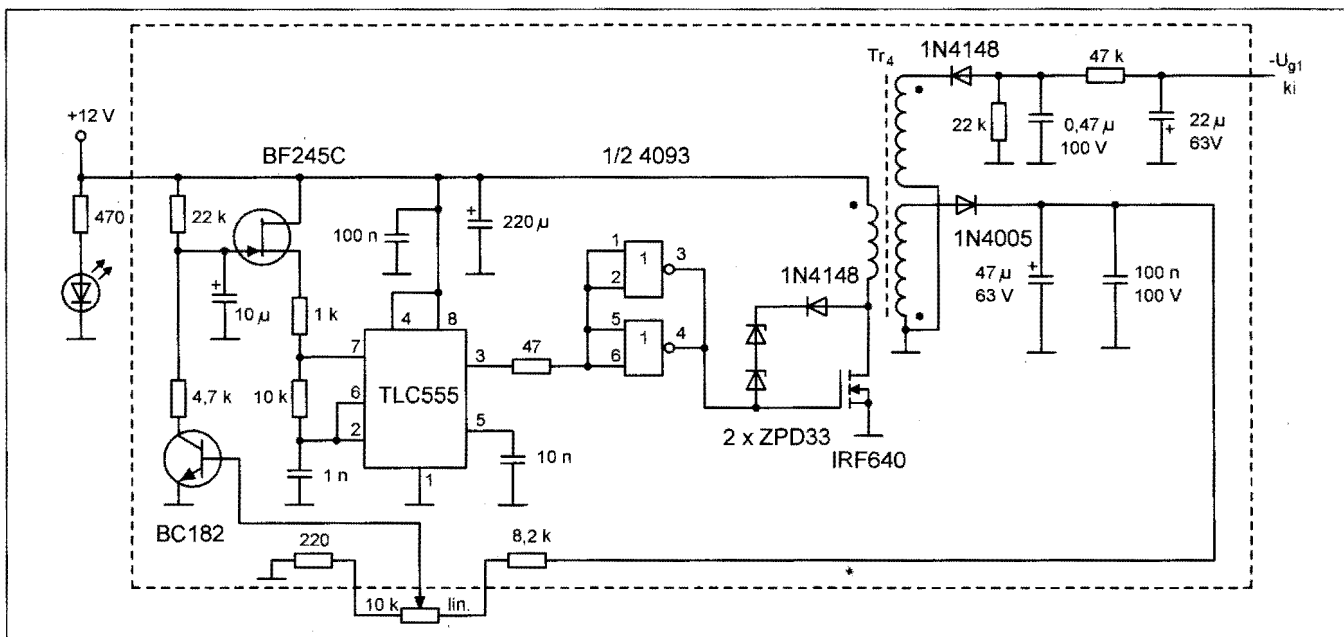 +12 V
470
22 k
BF245C
10 µ
1 k
4,7 k
10 k
BC182
1 n
100 n
220 µ
4
8
7
6
2
TLC555
3
5
1
10 n
47
1/2 4093
1
2
1
3
5
6
1
4
1N4148
2 x ZPD33
IRF640
Tr4
1N4148
47 k
22 k
0,47 µ
100 V
22 µ
63V
-Ug1
ki
1N4005
47 µ
63 V
100 n
100 V
220
10 k
lin.
8,2 k
*